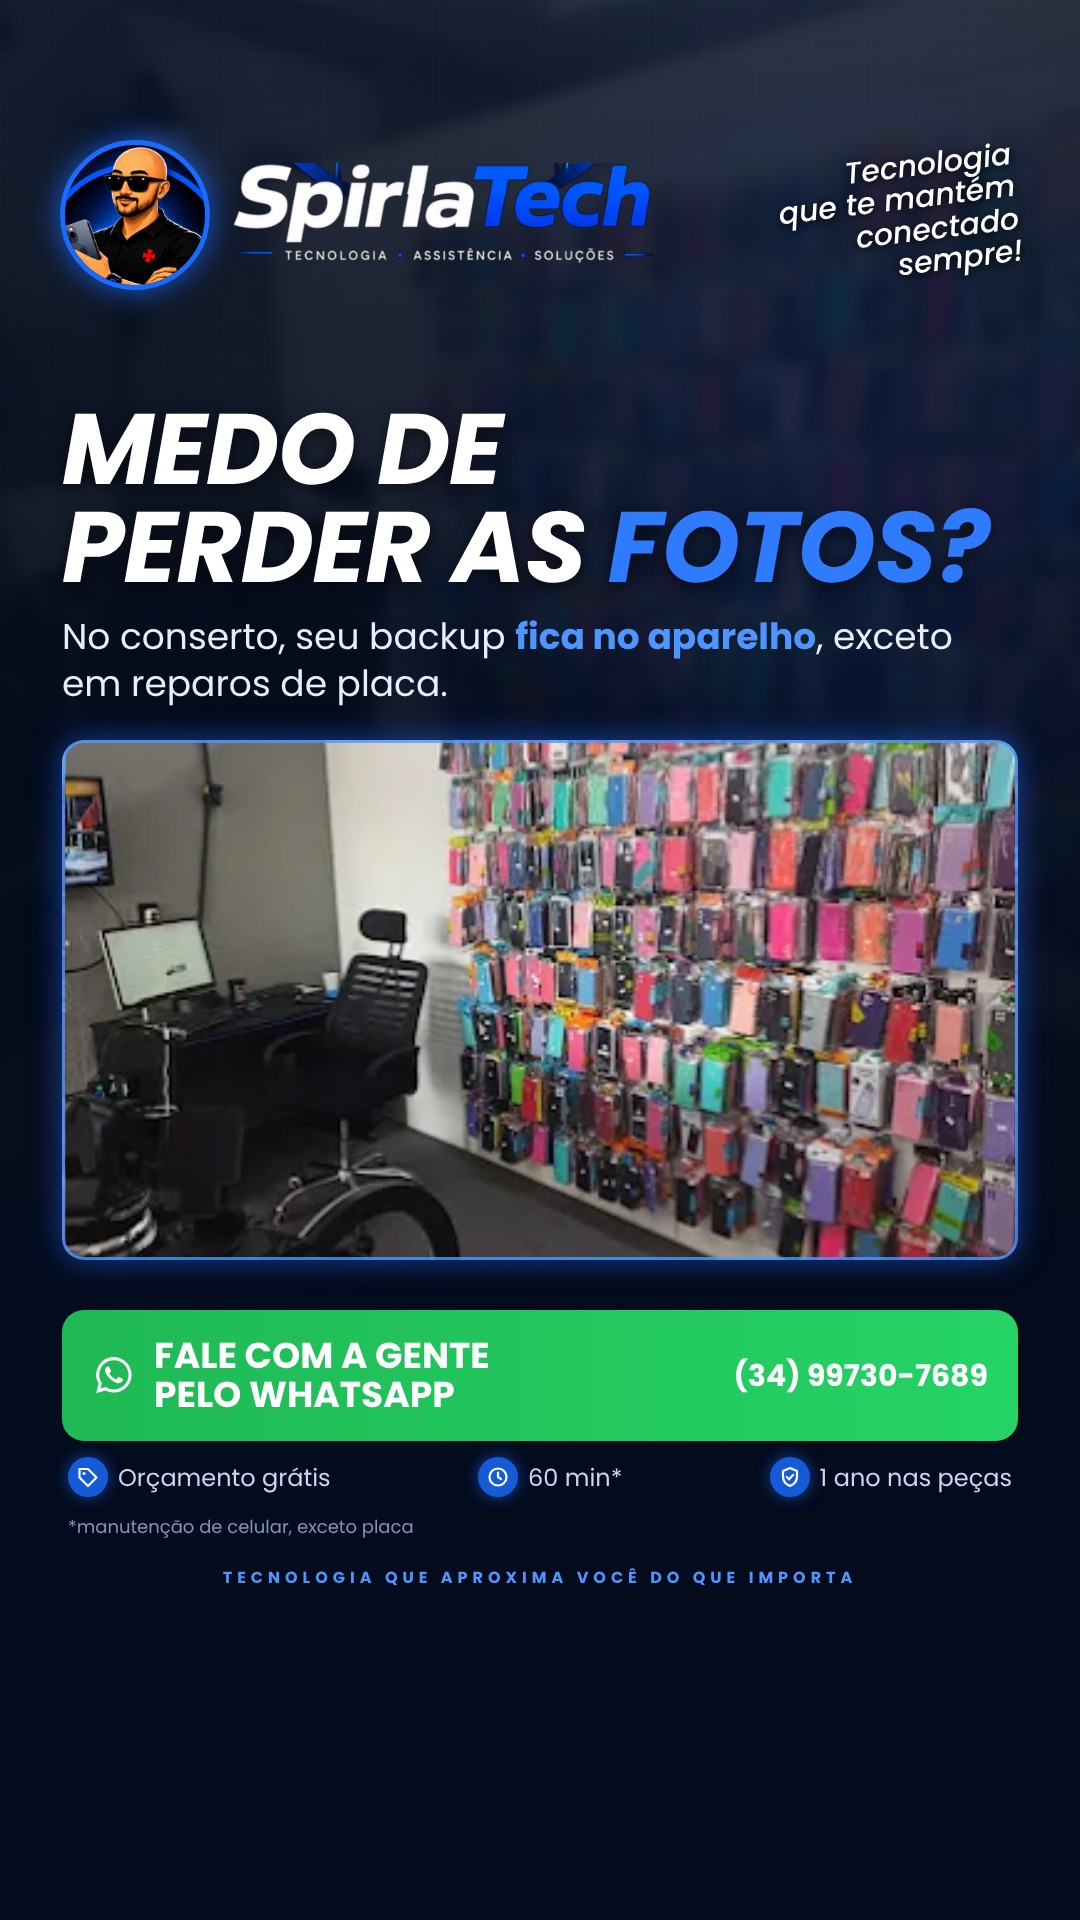 SpirlaTech
TECNOLOGIA • ASSISTÊNCIA • SOLUÇÕES
Tecnologia
que te mantém
conectado
sempre!
MEDO DE
PERDER AS FOTOS?
No conserto, seu backup fica no aparelho, exceto
em reparos de placa.
FALE COM A GENTE
PELO WHATSAPP
(34) 99730-7689
Orçamento grátis
60 min*
1 ano nas peças
*manutenção de celular, exceto placa
TECNOLOGIA QUE APROXIMA VOCÊ DO QUE IMPORTA